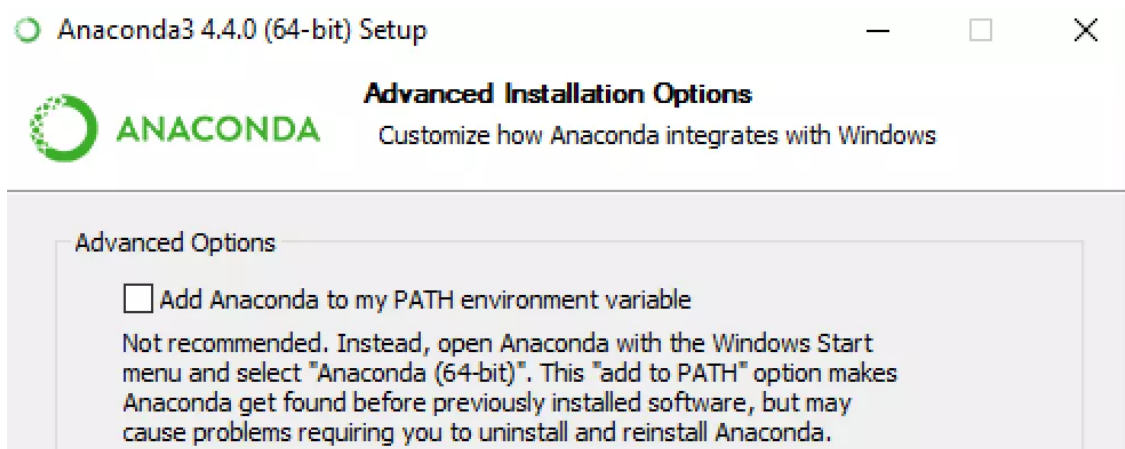 Anaconda3 4.4.0 (64-bit) Setup
ANACONDA
Advanced Installation Options
Customize how Anaconda integrates with Windows
Advanced Options
Add Anaconda to my PATH environment variable
Not recommended. Instead, open Anaconda with the Windows Start
menu and select "Anaconda (64-bit)". This "add to PATH" option makes
Anaconda get found before previously installed software, but may
cause problems requiring you to uninstall and reinstall Anaconda.